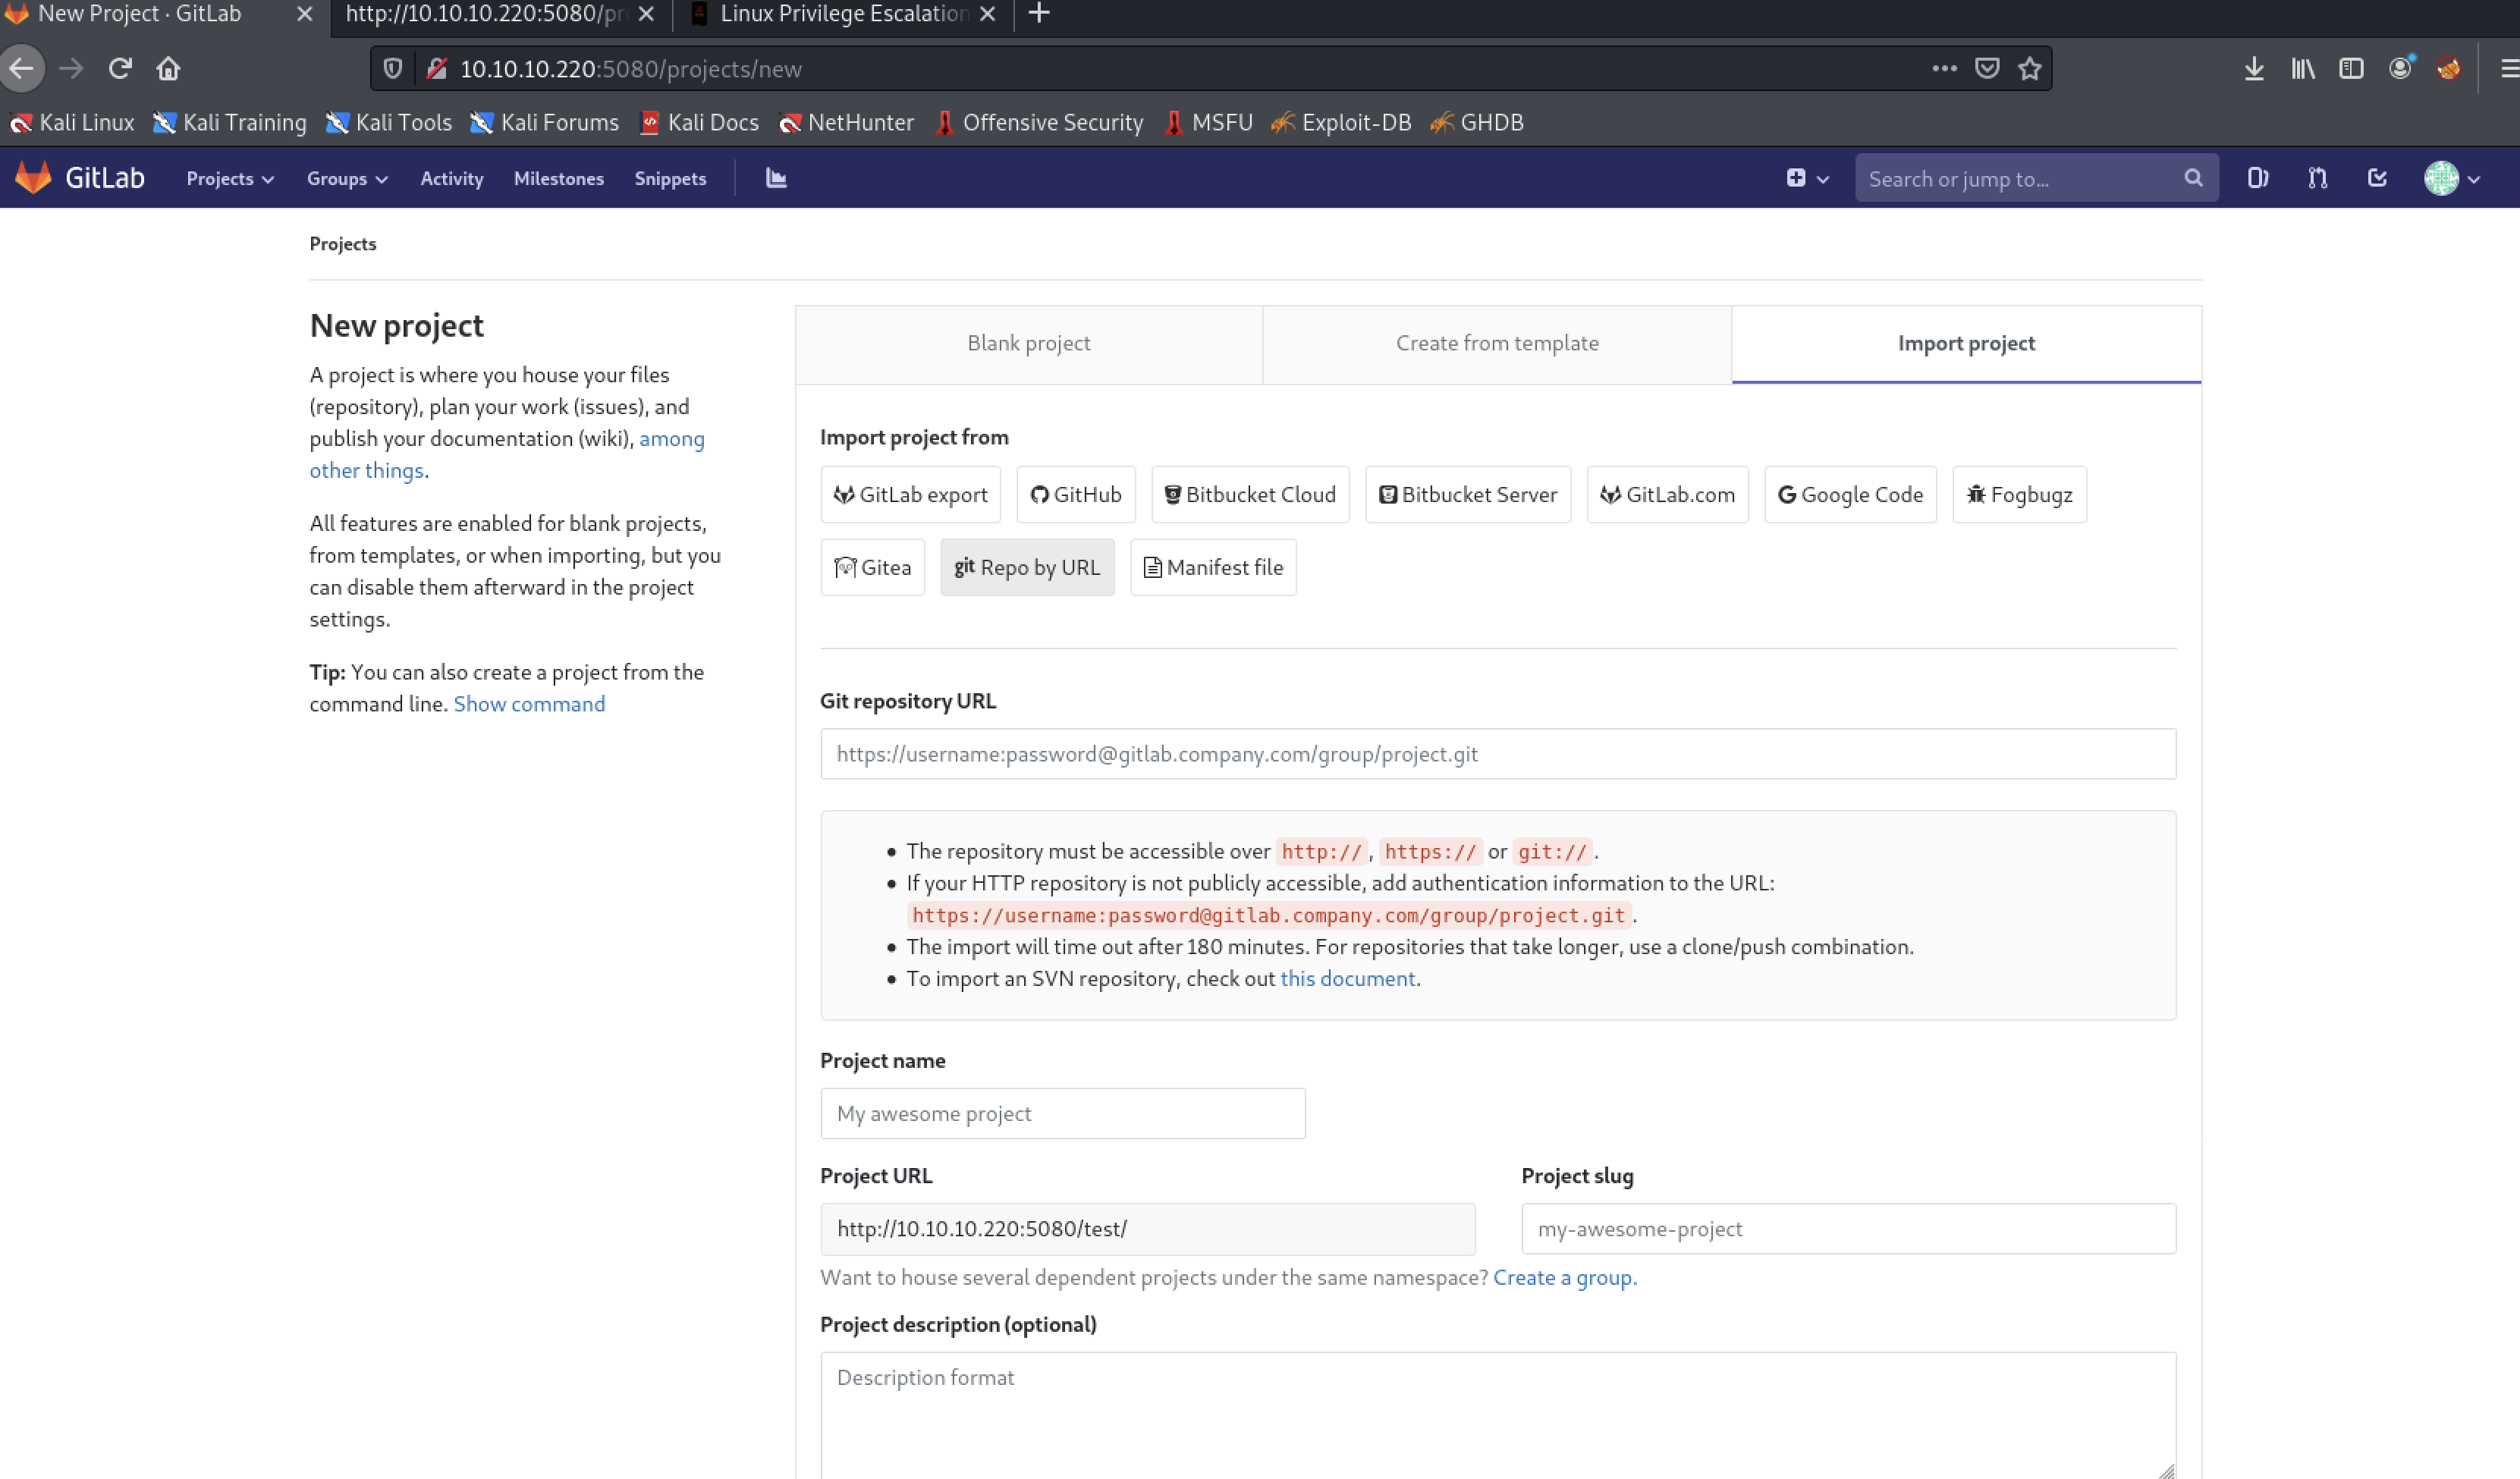 New Project · GitLab
http://10.10.10.220:5080/pr
Linux Privilege Escalation
10.10.10.220:5080/projects/new
Kali Linux Kali Training Kali Tools Kali Forums Kali Docs NetHunter Offensive Security MSFU Exploit-DB GHDB
GitLab Projects Groups Activity Milestones Snippets Search or jump to...
Projects
New project
A project is where you house your files
(repository), plan your work (issues), and
publish your documentation (wiki), among
other things.
All features are enabled for blank projects,
from templates, or when importing, but you
can disable them afterward in the project
settings.
Tip: You can also create a project from the
command line. Show command
Blank project Create from template Import project
Import project from
GitLab export GitHub Bitbucket Cloud Bitbucket Server GitLab.com G Google Code Fogbugz
Gitea git Repo by URL Manifest file
Git repository URL
https://username:password@gitlab.company.com/group/project.git
• The repository must be accessible over http://, https:// or git://.
• If your HTTP repository is not publicly accessible, add authentication information to the URL:
https://username:password@gitlab.company.com/group/project.git.
• The import will time out after 180 minutes. For repositories that take longer, use a clone/push combination.
• To import an SVN repository, check out this document.
Project name
My awesome project
Project URL
http://10.10.10.220:5080/test/
Project slug
my-awesome-project
Want to house several dependent projects under the same namespace? Create a group.
Project description (optional)
Description format